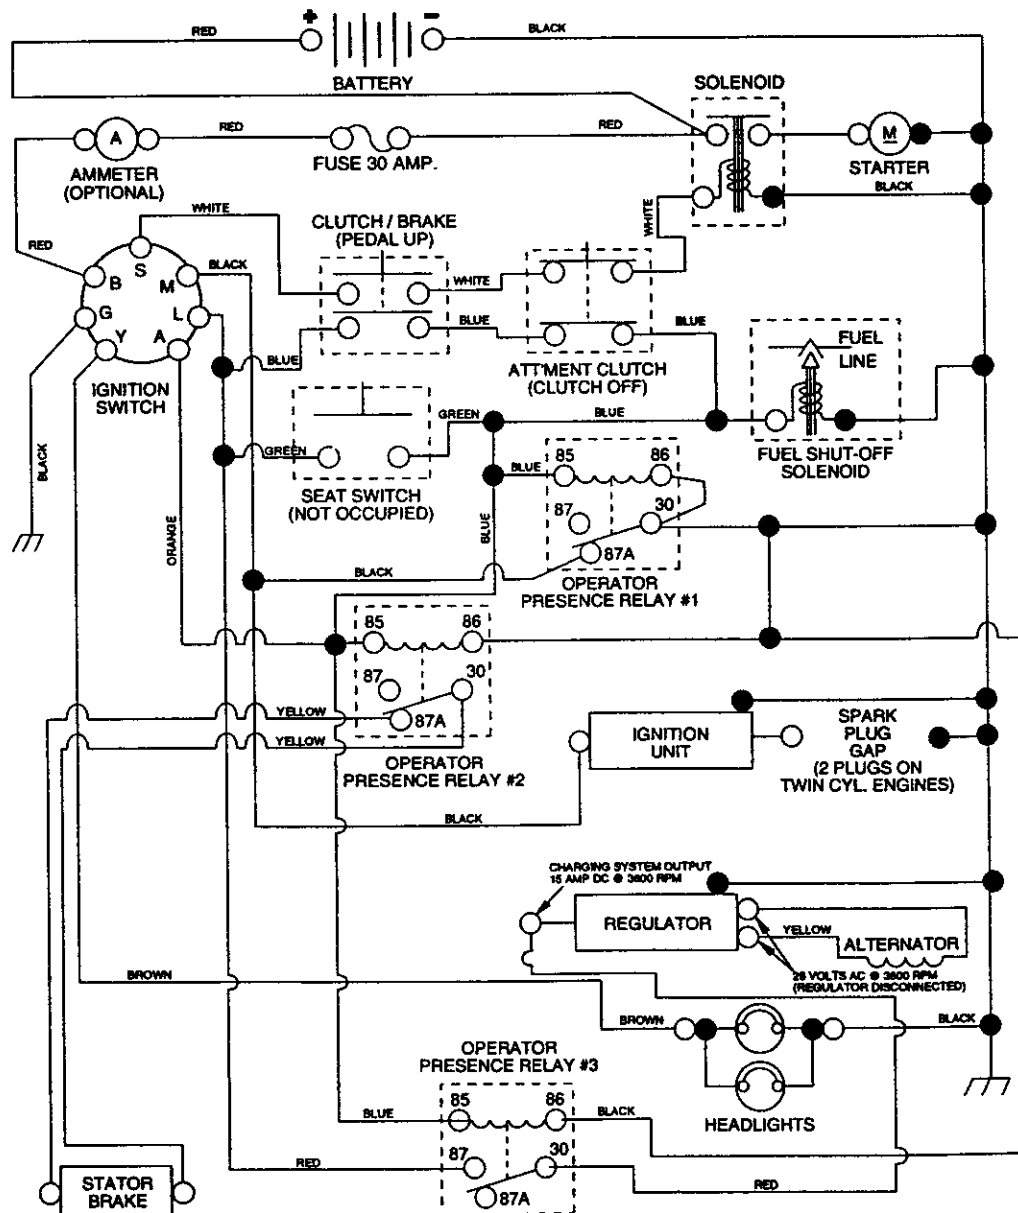 +
-
RED
BLACK
BATTERY
SOLENOID
A
RED
RED
M
AMMETER
(OPTIONAL)
FUSE 30 AMP.
STARTER
BLACK
WHITE
CLUTCH / BRAKE
(PEDAL UP)
WHITE
RED
S
B
M
BLACK
WHITE
G
L
Y
A
BLUE
BLUE
BLUE
FUEL
LINE
IGNITION
SWITCH
ATT'MENT CLUTCH
(CLUTCH OFF)
GREEN
BLUE
BLACK
GREEN
FUEL SHUT-OFF
SOLENOID
SEAT SWITCH
(NOT OCCUPIED)
BLUE
85
86
87
30
87A
ORANGE
BLUE
BLACK
OPERATOR
PRESENCE RELAY #1
85
86
87
30
87A
YELLOW
YELLOW
OPERATOR
PRESENCE RELAY #2
IGNITION
UNIT
SPARK
PLUG
GAP
(2 PLUGS ON
TWIN CYL. ENGINES)
BLACK
CHARGING SYSTEM OUTPUT
15 AMP DC @ 3600 RPM
REGULATOR
YELLOW
ALTERNATOR
28 VOLTS AC @ 3600 RPM
(REGULATOR DISCONNECTED)
BROWN
BROWN
BLACK
HEADLIGHTS
OPERATOR
PRESENCE RELAY #3
85
86
BLUE
BLACK
87
30
87A
RED
RED
STATOR
BRAKE